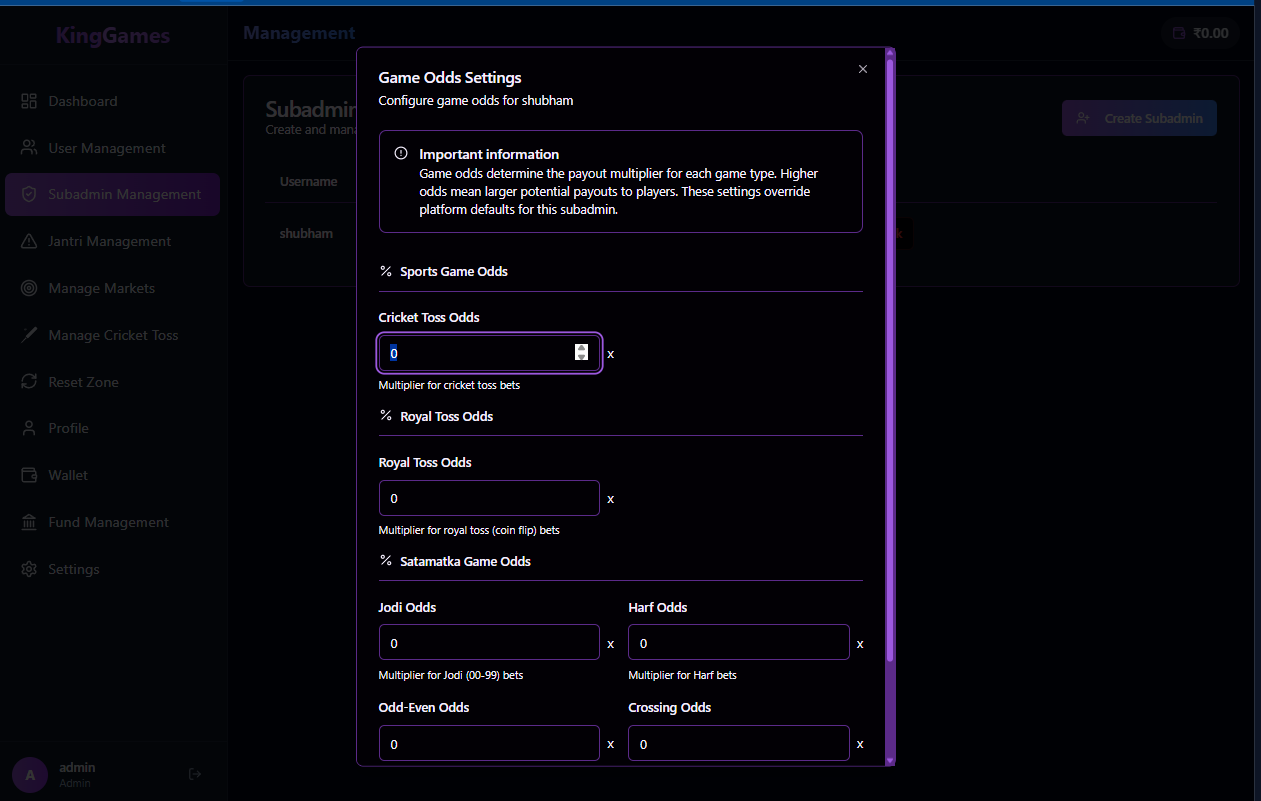 KingGames
Management
₹0.00
Dashboard
User Management
Subadmin Management
Jantri Management
Manage Markets
Manage Cricket Toss
Reset Zone
Profile
Wallet
Fund Management
Settings
A
admin
Admin
Subadmin
Create and
Create Subadmin
Username
shubham
Game Odds Settings
Configure game odds for shubham
Important information
Game odds determine the payout multiplier for each game type. Higher
odds mean larger potential payouts to players. These settings override
platform defaults for this subadmin.
Sports Game Odds
Cricket Toss Odds
0 x
Multiplier for cricket toss bets
Royal Toss Odds
Royal Toss Odds
0 x
Multiplier for royal toss (coin flip) bets
Satamatka Game Odds
Jodi Odds Harf Odds
0 x 0 x
Multiplier for Jodi (00-99) bets Multiplier for Harf bets
Odd-Even Odds Crossing Odds
0 x 0 x